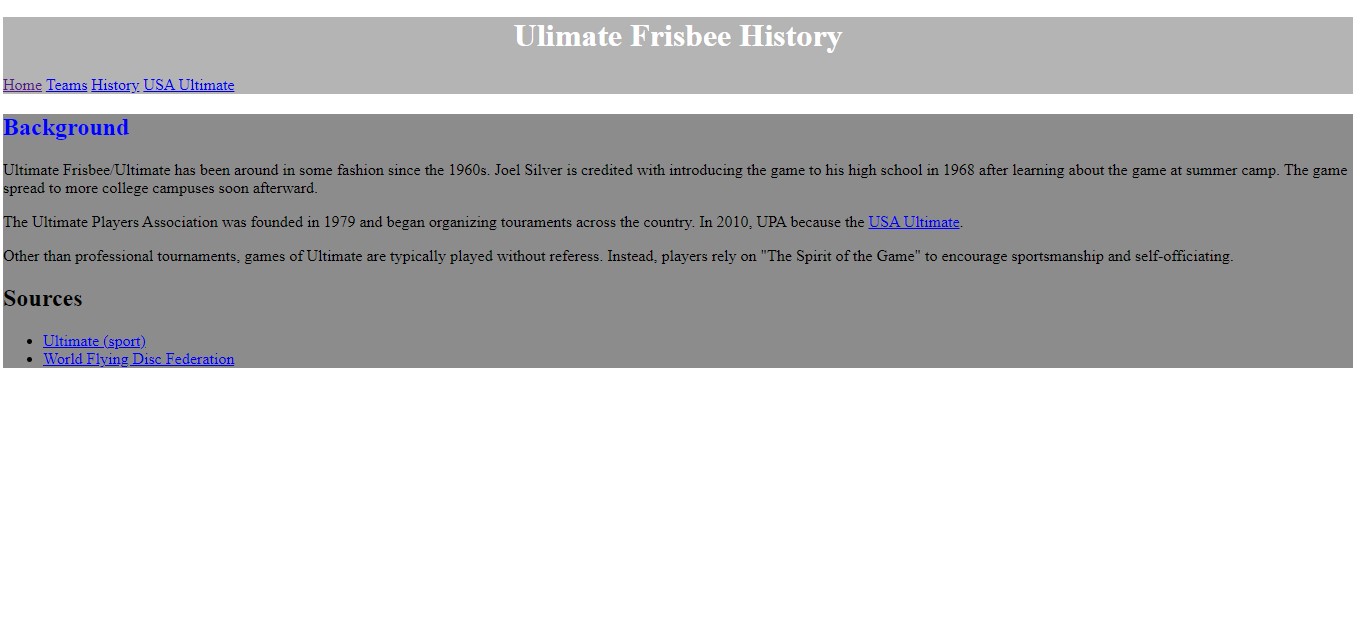 Ulimate Frisbee History
Home Teams History USA Ultimate
Background
Ultimate Frisbee/Ultimate has been around in some fashion since the 1960s. Joel Silver is credited with introducing the game to his high school in 1968 after learning about the game at summer camp. The game
spread to more college campuses soon afterward.
The Ultimate Players Association was founded in 1979 and began organizing touraments across the country. In 2010, UPA because the USA Ultimate.
Other than professional tournaments, games of Ultimate are typically played without referess. Instead, players rely on "The Spirit of the Game" to encourage sportsmanship and self-officiating.
Sources
• Ultimate (sport)
• World Flying Disc Federation